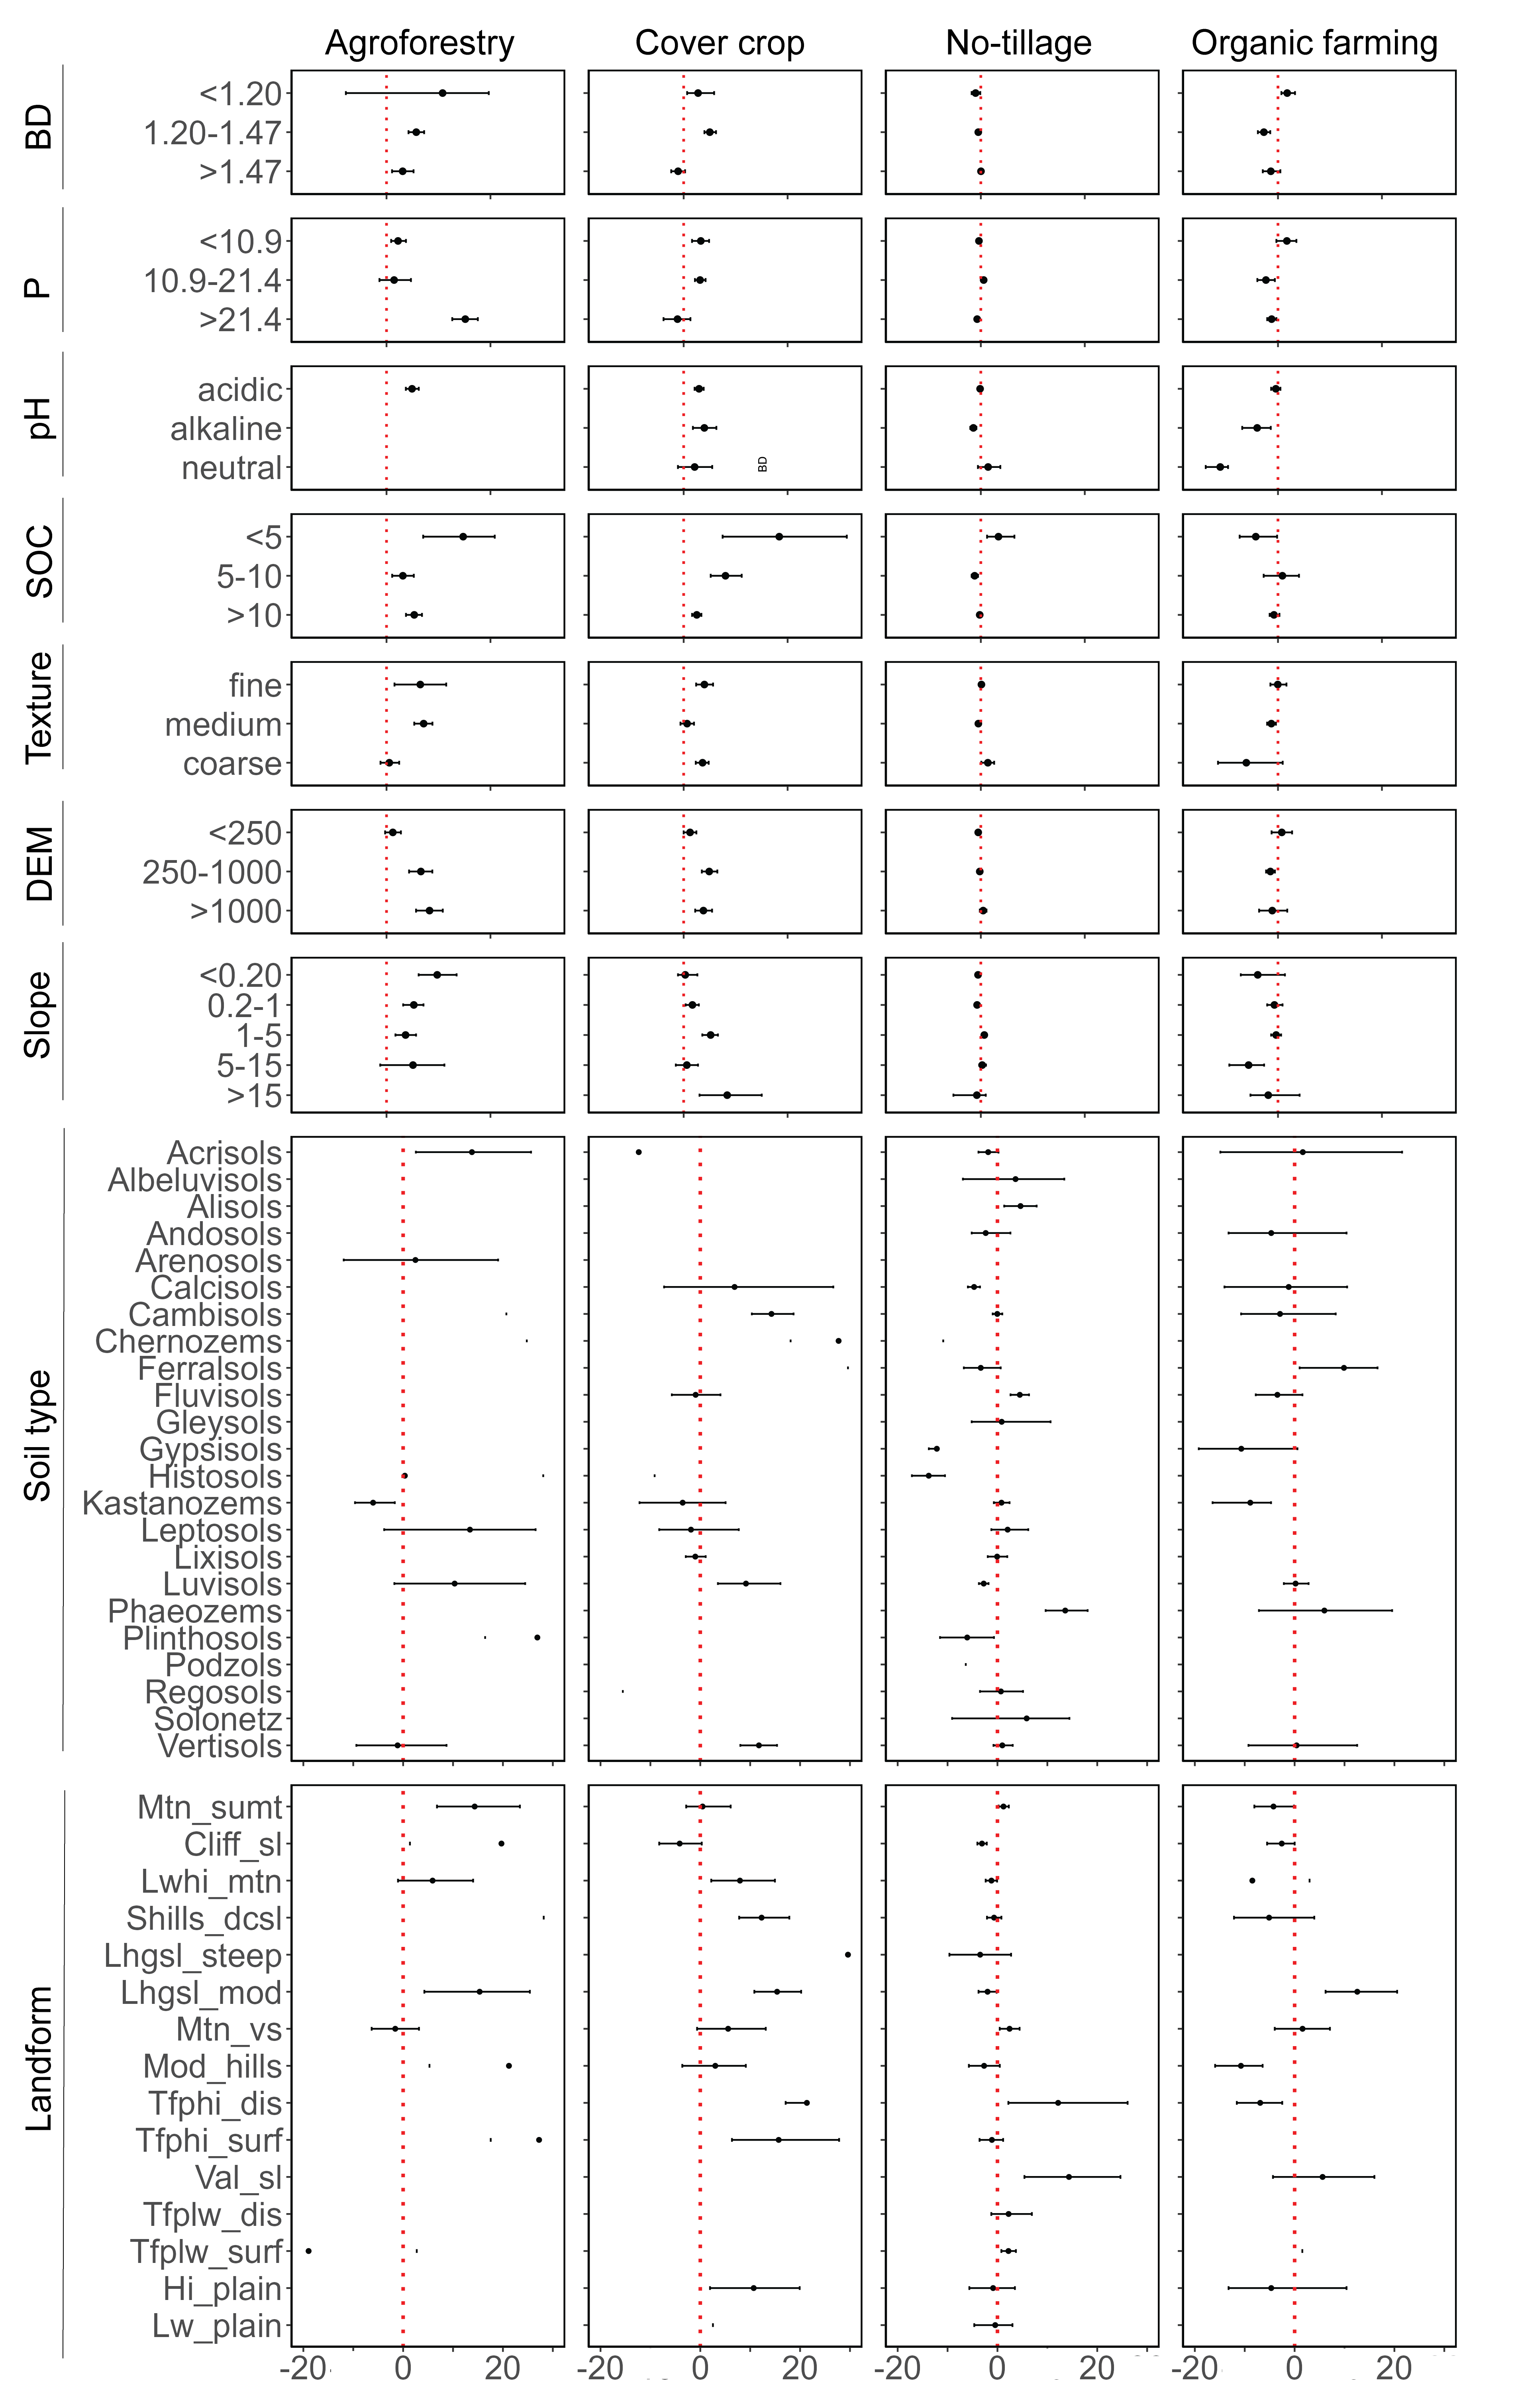 Agroforestry Cover crop No-tillage Organic farming
BD
<1.20
1.20-1.47
>1.47
P
<10.9
10.9-21.4
>21.4
pH
acidic
alkaline
neutral
BD
SOC
<5
5-10
>10
Texture
fine
medium
coarse
DEM
<250
250-1000
>1000
Slope
<0.20
0.2-1
1-5
5-15
>15
Soil type
Acrisols
Albeluvisols
Alisols
Andosols
Arenosols
Calcisols
Cambisols
Chernozems
Ferralsols
Fluvisols
Gleysols
Gypsisols
Histosols
Kastanozems
Leptosols
Lixisols
Luvisols
Phaeozems
Plinthosols
Podzols
Regosols
Solonetz
Vertisols
Landform
Mtn_sumt
Cliff_sl
Lwhi_mtn
Shills_dcsl
Lhgsl_steep
Lhgsl_mod
Mtn_vs
Mod_hills
Tfphi_dis
Tfphi_surf
Val_sl
Tfplw_dis
Tfplw_surf
Hi_plain
Lw_plain
-20 0 20 -20 0 20 -20 0 20 -20 0 20